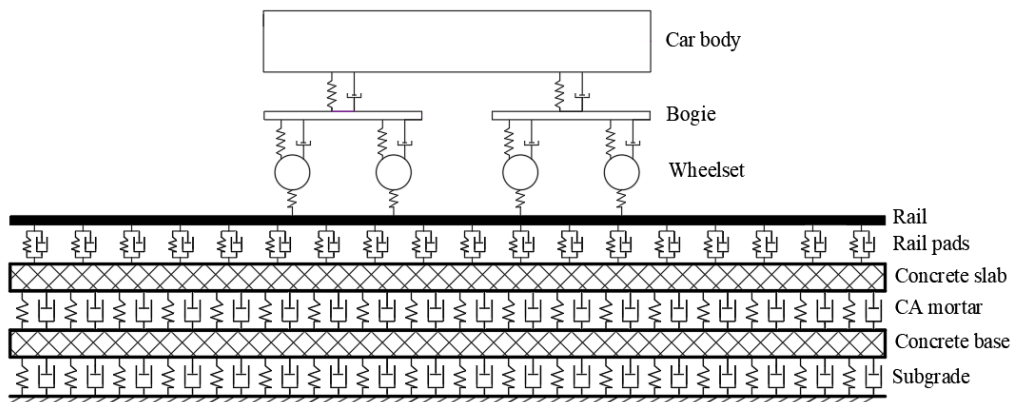 Car body
Bogie
Wheelset
Rail
Rail pads
Concrete slab
CA mortar
Concrete base
Subgrade